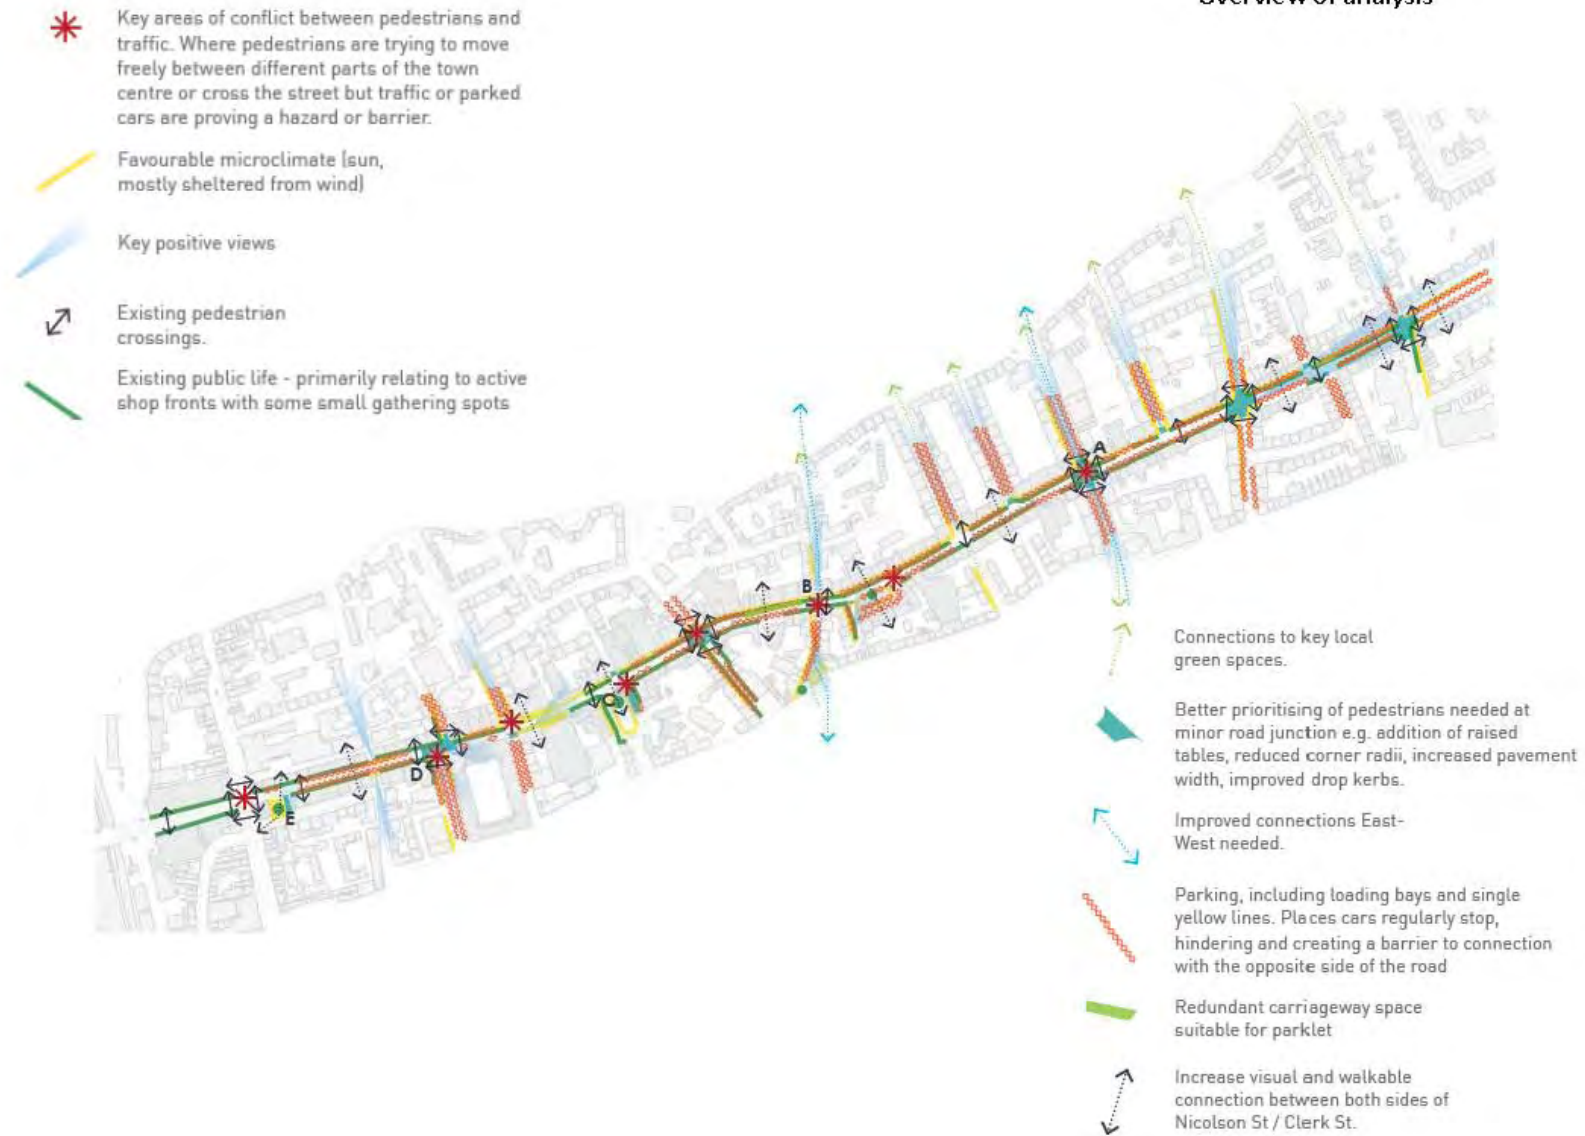 Overview of analysis
Key areas of conflict between pedestrians and
traffic. Where pedestrians are trying to move
freely between different parts of the town
centre or cross the street but traffic or parked
cars are proving a hazard or barrier.
Favourable microclimate (sun,
mostly sheltered from wind)
Key positive views
Existing pedestrian
crossings.
Existing public life - primarily relating to active
shop fronts with some small gathering spots
A
B
C
D
E
Connections to key local
green spaces.
Better prioritising of pedestrians needed at
minor road junction e.g. addition of raised
tables, reduced corner radii, increased pavement
width, improved drop kerbs.
Improved connections East-
West needed.
Parking, including loading bays and single
yellow lines. Places cars regularly stop,
hindering and creating a barrier to connection
with the opposite side of the road
Redundant carriageway space
suitable for parklet
Increase visual and walkable
connection between both sides of
Nicolson St / Clerk St.